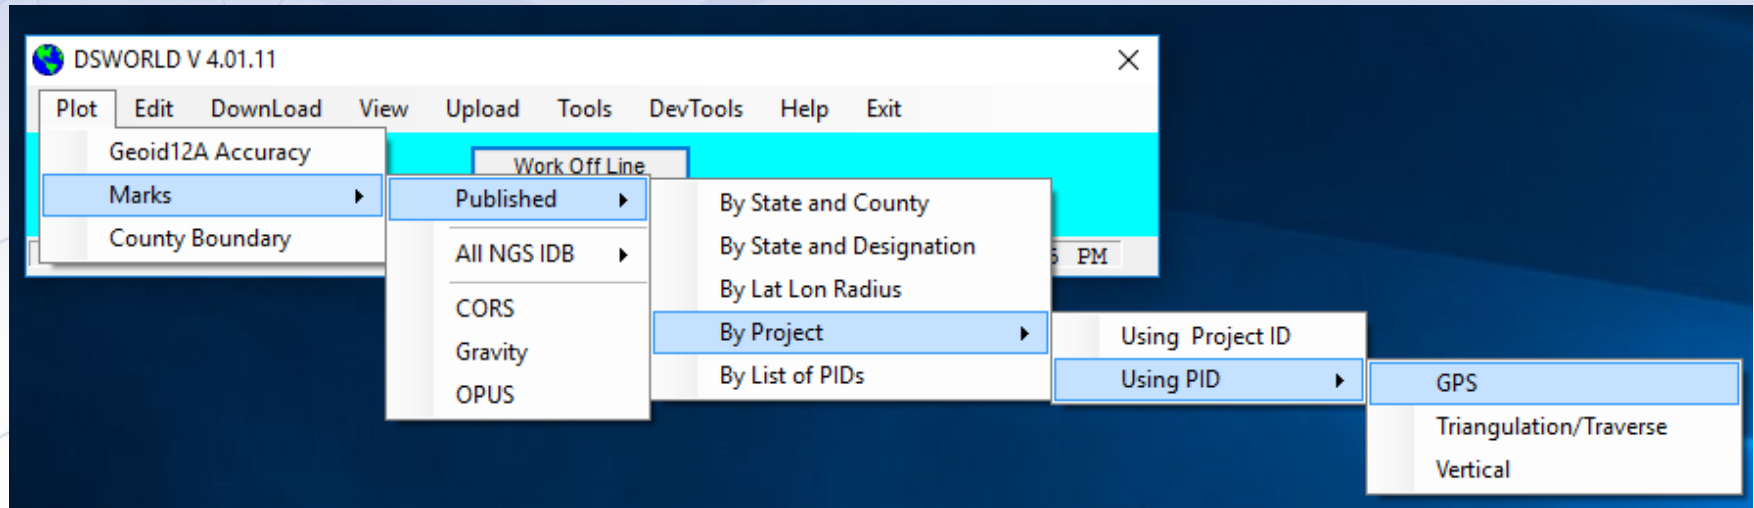 DSWORLD V 4.01.11
Plot Edit DownLoad View Upload Tools DevTools Help Exit
Geoid12A Accuracy
Marks
County Boundary
Work Off Line
Published
All NGS IDB
CORS
Gravity
OPUS
By State and County
By State and Designation
By Lat Lon Radius
By Project
By List of PIDs
PM
Using Project ID
Using PID
GPS
Triangulation/Traverse
Vertical